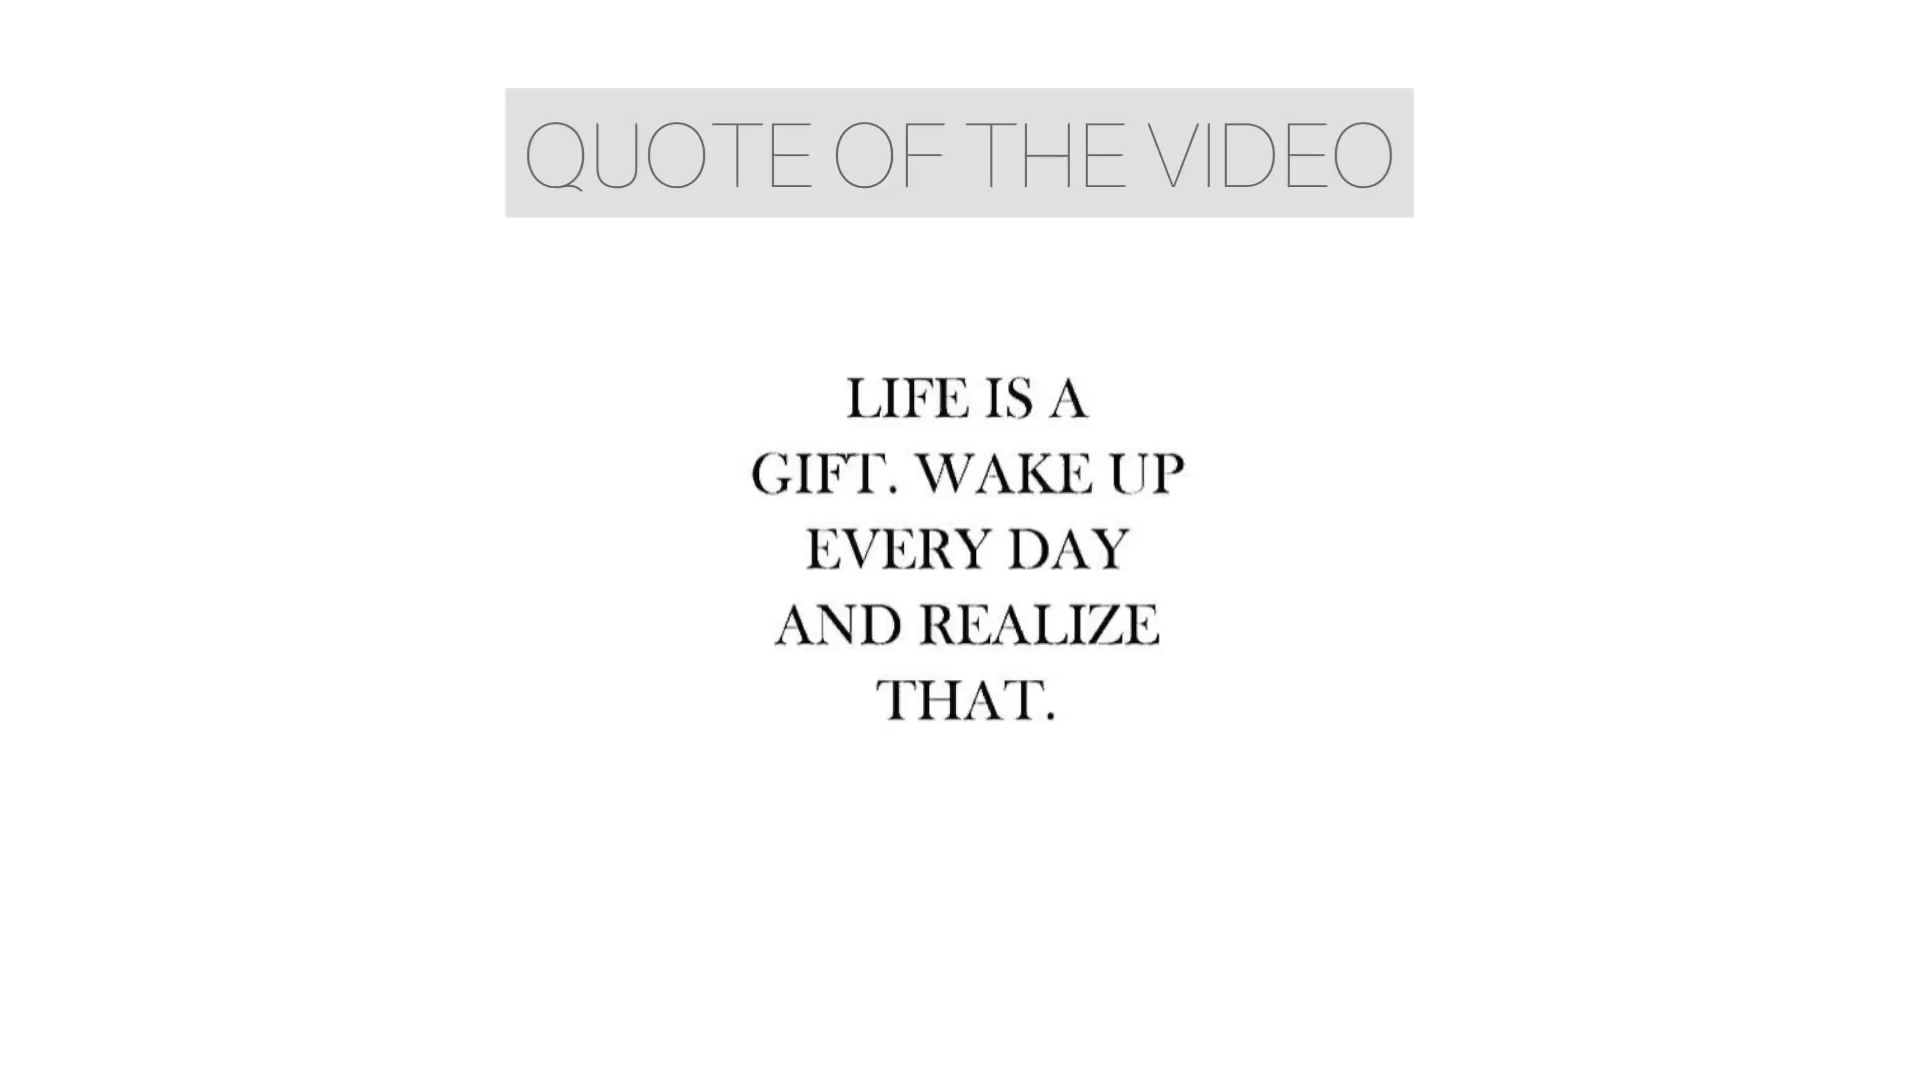 QUOTE OF THE VIDEO
LIFE IS A
GIFT. WAKE UP
EVERY DAY
AND REALIZE
THAT.